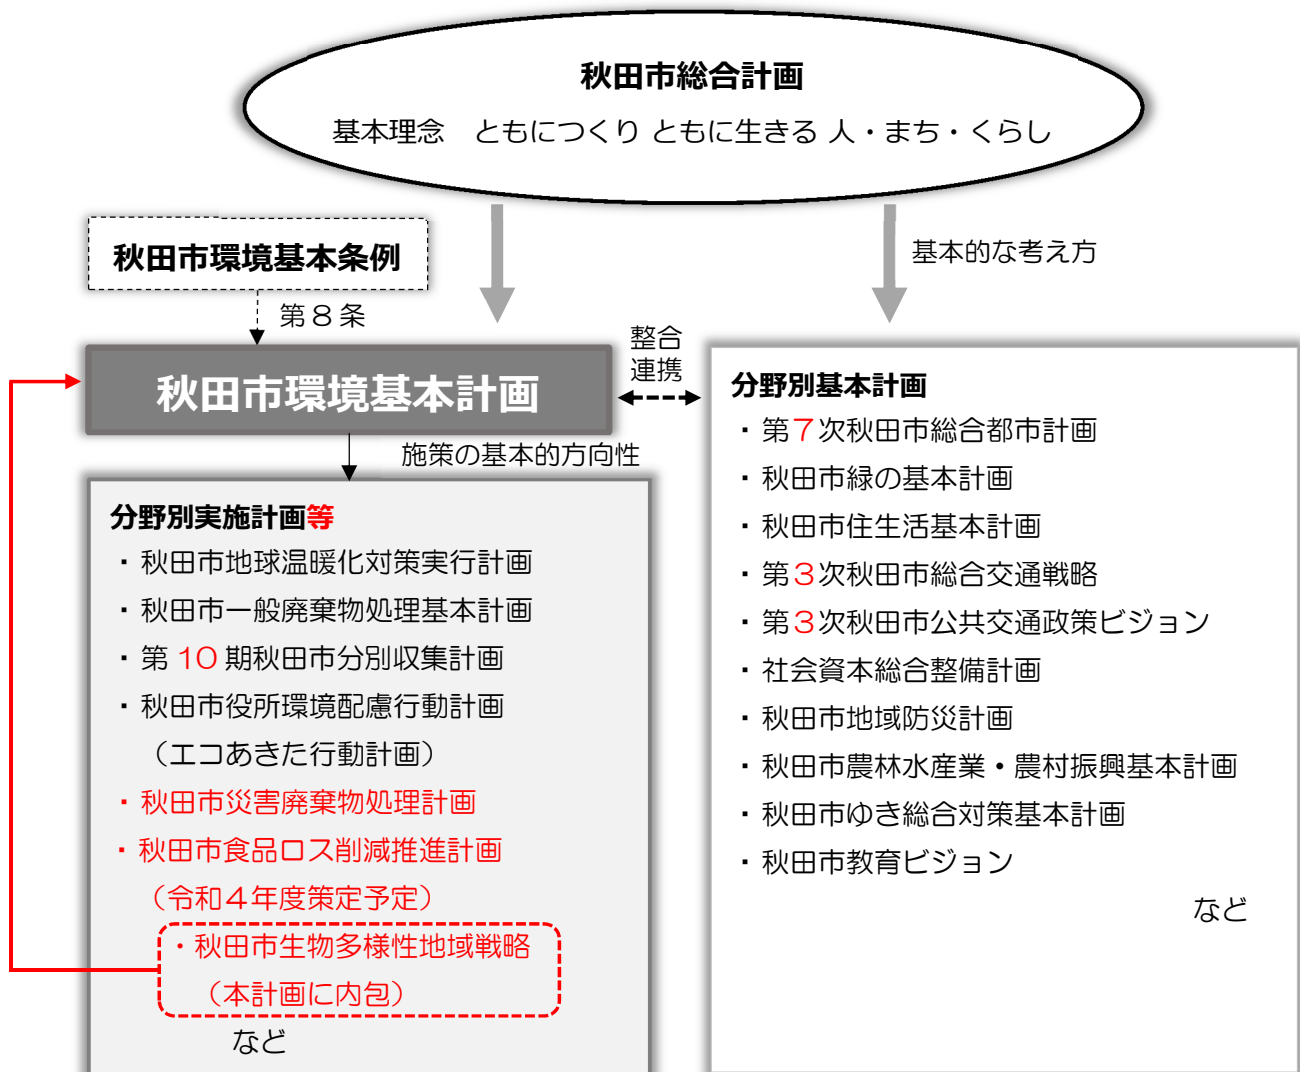 秋田市総合計画
基本理念　ともにつくり ともに生きる 人・まち・くらし
秋田市環境基本条例
基本的な考え方
第８条
整合
連携
秋田市環境基本計画
施策の基本的方向性
分野別実施計画等
・秋田市地球温暖化対策実行計画
・秋田市一般廃棄物処理基本計画
・第 10 期秋田市分別収集計画
・秋田市役所環境配慮行動計画
（エコあきた行動計画）
・秋田市災害廃棄物処理計画
・秋田市食品ロス削減推進計画
（令和４年度策定予定）
・秋田市生物多様性地域戦略
（本計画に内包）
など
分野別基本計画
・第７次秋田市総合都市計画
・秋田市緑の基本計画
・秋田市住生活基本計画
・第３次秋田市総合交通戦略
・第３次秋田市公共交通政策ビジョン
・社会資本総合整備計画
・秋田市地域防災計画
・秋田市農林水産業・農村振興基本計画
・秋田市ゆき総合対策基本計画
・秋田市教育ビジョン
など